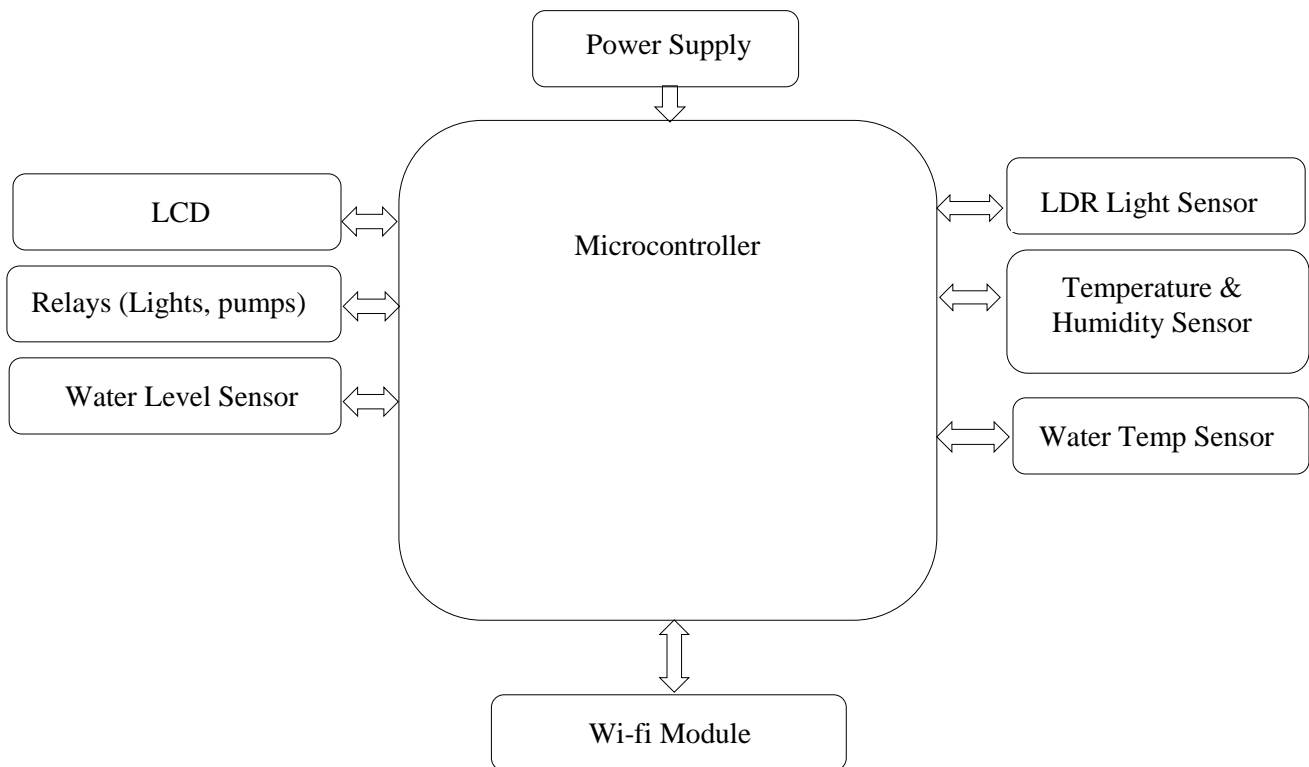 Power Supply
LCD
Relays (Lights, pumps)
Water Level Sensor
Microcontroller
LDR Light Sensor
Temperature &
Humidity Sensor
Water Temp Sensor
Wi-fi Module